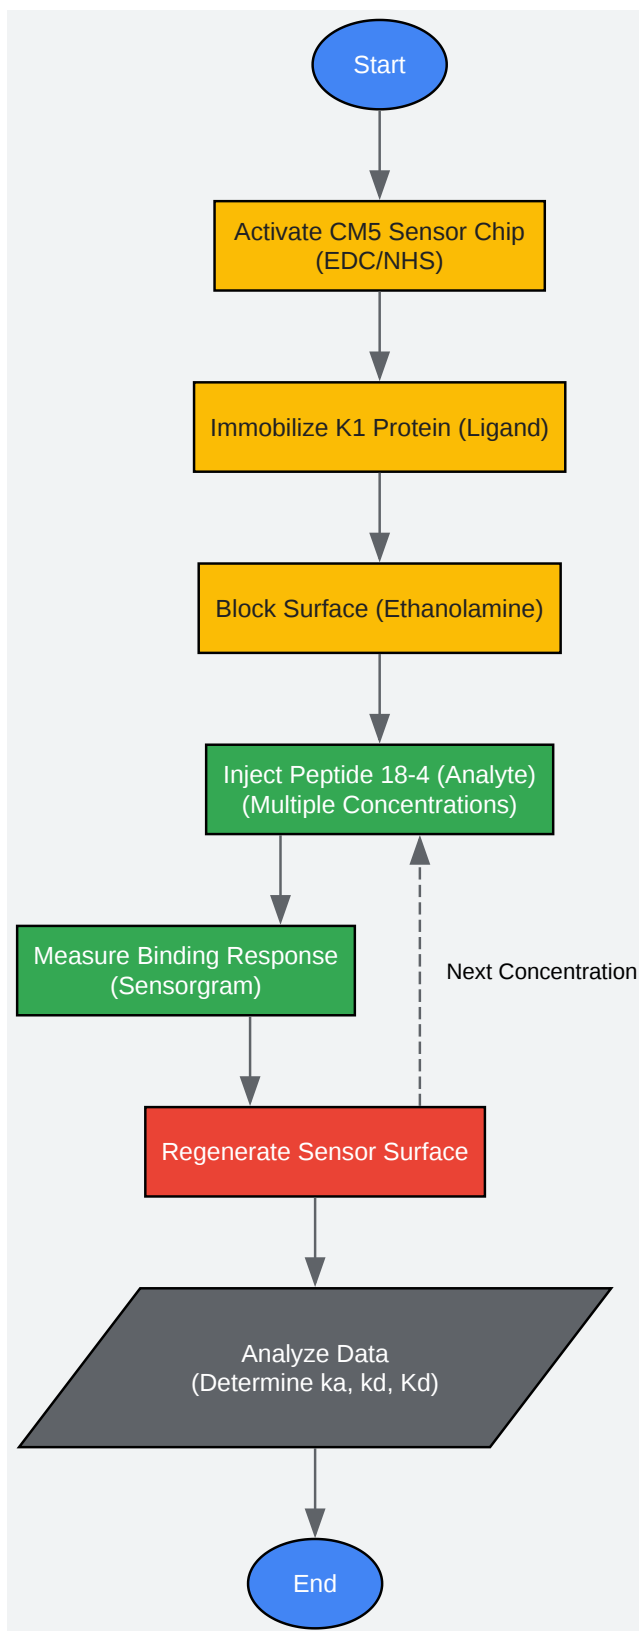 Start
Activate CM5 Sensor Chip
(EDC/NHS)
Immobilize K1 Protein (Ligand)
Block Surface (Ethanolamine)
Inject Peptide 18-4 (Analyte)
(Multiple Concentrations)
Measure Binding Response
(Sensorgram)
Next Concentration
Regenerate Sensor Surface
Analyze Data
(Determine ka, kd, Kd)
End